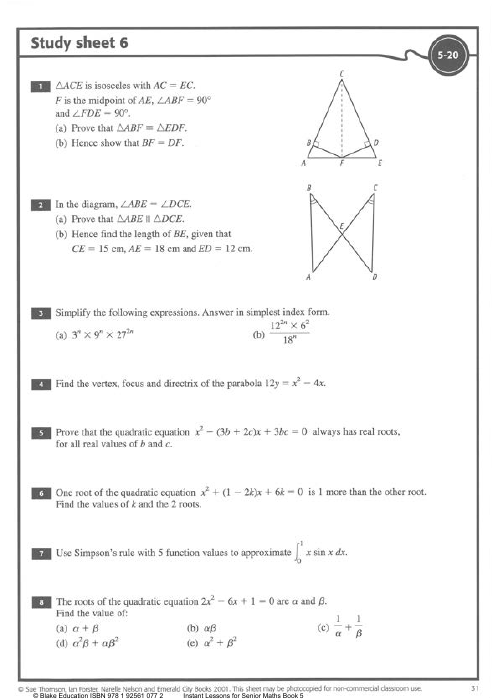 Study sheet 6
5-20
1 △ACE is isosceles with AC = EC.
F is the midpoint of AE, ∠ABF = 90°
and ∠FDE = 90°.
(a) Prove that △ABF ≡ △EDF.
(b) Hence show that BF = DF.
C
B D
A F E
2 In the diagram, ∠ABE = ∠DCE.
(a) Prove that △ABE ⫴ △DCE.
(b) Hence find the length of BE, given that
CE = 15 cm, AE = 18 cm and ED = 12 cm.
B C
E
A D
3 Simplify the following expressions. Answer in simplest index form.
(a) 3ⁿ × 9ⁿ × 27²ⁿ (b) 12²ⁿ × 6²
18ⁿ
4 Find the vertex, focus and directrix of the parabola 12y = x² − 4x.
5 Prove that the quadratic equation x² − (3b + 2c)x + 3bc = 0 always has real roots,
for all real values of b and c.
6 One root of the quadratic equation x² + (1 − 2k)x + 6k = 0 is 1 more than the other root.
Find the values of k and the 2 roots.
7 Use Simpson's rule with 5 function values to approximate ∫₀¹ x sin x dx.
8 The roots of the quadratic equation 2x² − 6x + 1 = 0 are α and β.
Find the value of:
(a) α + β (b) αβ (c) 1/α + 1/β
(d) α²β + αβ² (e) α² + β²
© Sue Thomson, Ian Forster, Narelle Nelson and Emerald City Books 2001. This sheet may be photocopied for non-commercial classroom use. 51
© Blake Education ISBN 978 1 92561 077 2 Instant Lessons for Senior Maths Book 5